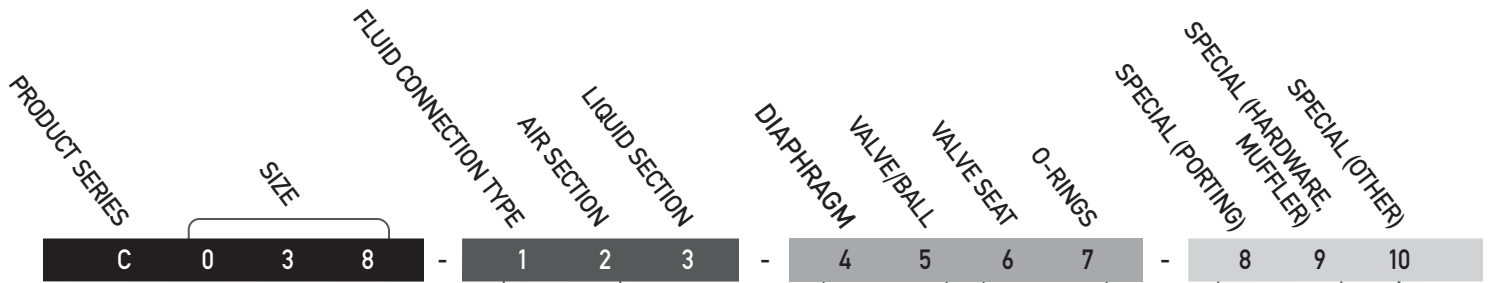 PRODUCT SERIES
SIZE
FLUID CONNECTION TYPE
AIR SECTION
LIQUID SECTION
DIAPHRAGM
VALVE/BALL
VALVE SEAT
O-RINGS
SPECIAL (PORTING)
SPECIAL (HARDWARE,
MUFFLER)
SPECIAL (OTHER)
C 0 3 8 - 1 2 3 - 4 5 6 7 - 8 9 10